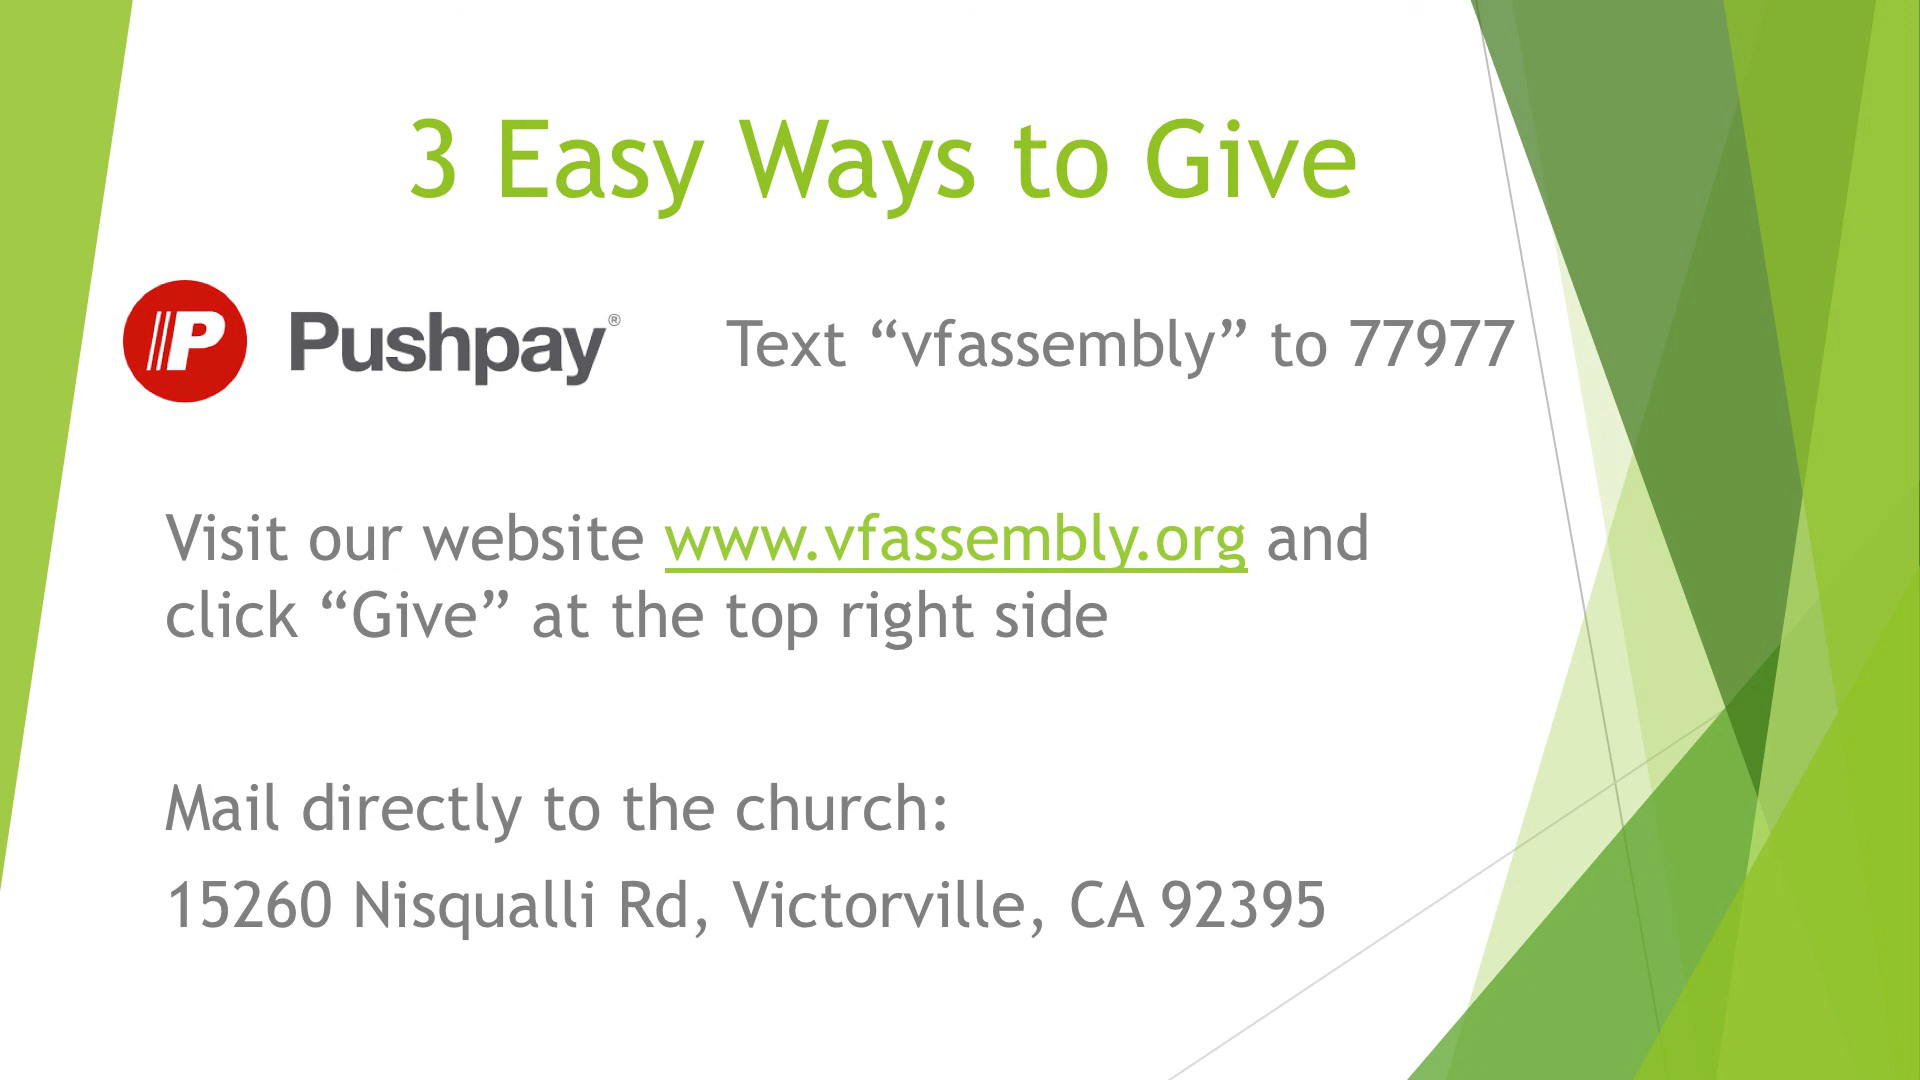 3 Easy Ways to Give
P Pushpay® Text “vfassembly” to 77977
Visit our website www.vfassembly.org and
click “Give” at the top right side
Mail directly to the church:
15260 Nisqualli Rd, Victorville, CA 92395